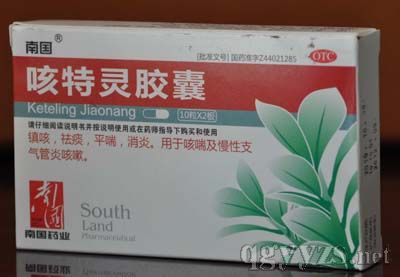 南国®
[批准文号] 国药准字Z44021285
OTC
咳特灵胶囊
Keteling Jiaonang
10粒X2板
请仔细阅读说明书并按说明使用或在药师指导下购买和使用
镇咳，祛痰，平喘，消炎。用于咳喘及慢性支
气管炎咳嗽。
南国药业
South
Land
Pharmaceutical
qgyyzs.net